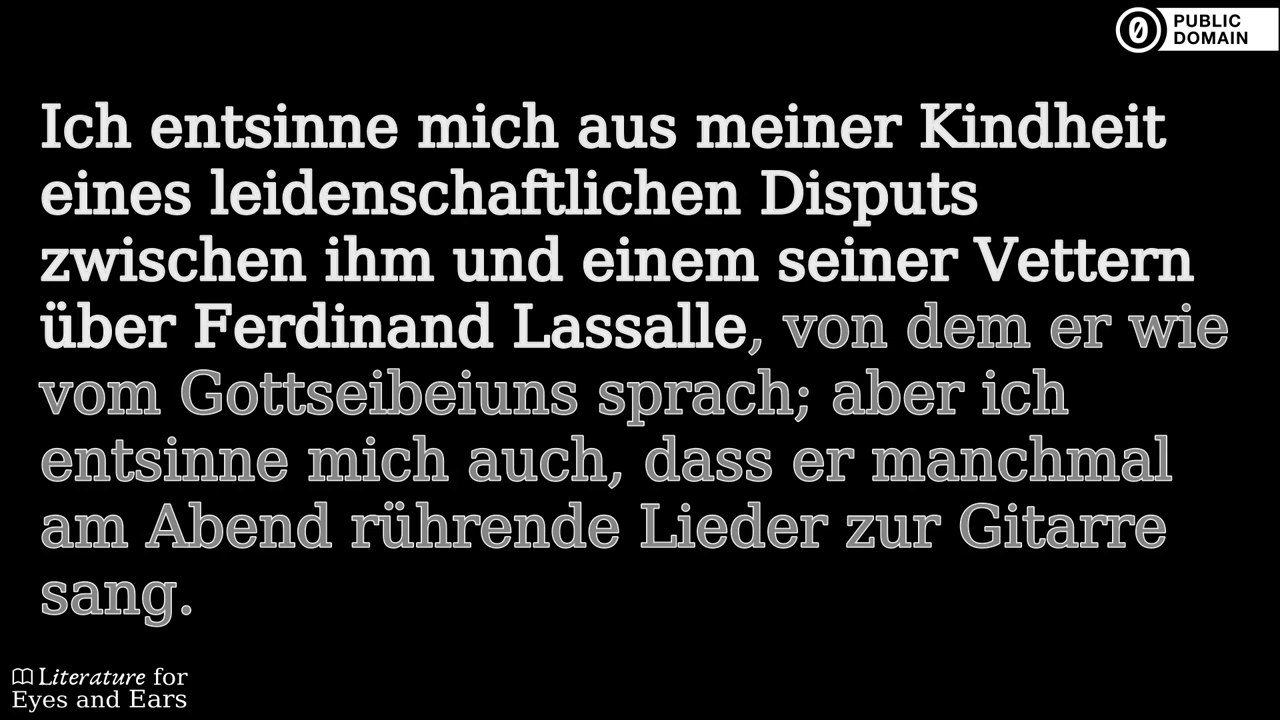 PUBLIC
DOMAIN
Ich entsinne mich aus meiner Kindheit
eines leidenschaftlichen Disputs
zwischen ihm und einem seiner Vettern
über Ferdinand Lassalle, von dem er wie
vom Gottseibeiuns sprach; aber ich
entsinne mich auch, dass er manchmal
am Abend rührende Lieder zur Gitarre
sang.
Literature for
Eyes and Ears